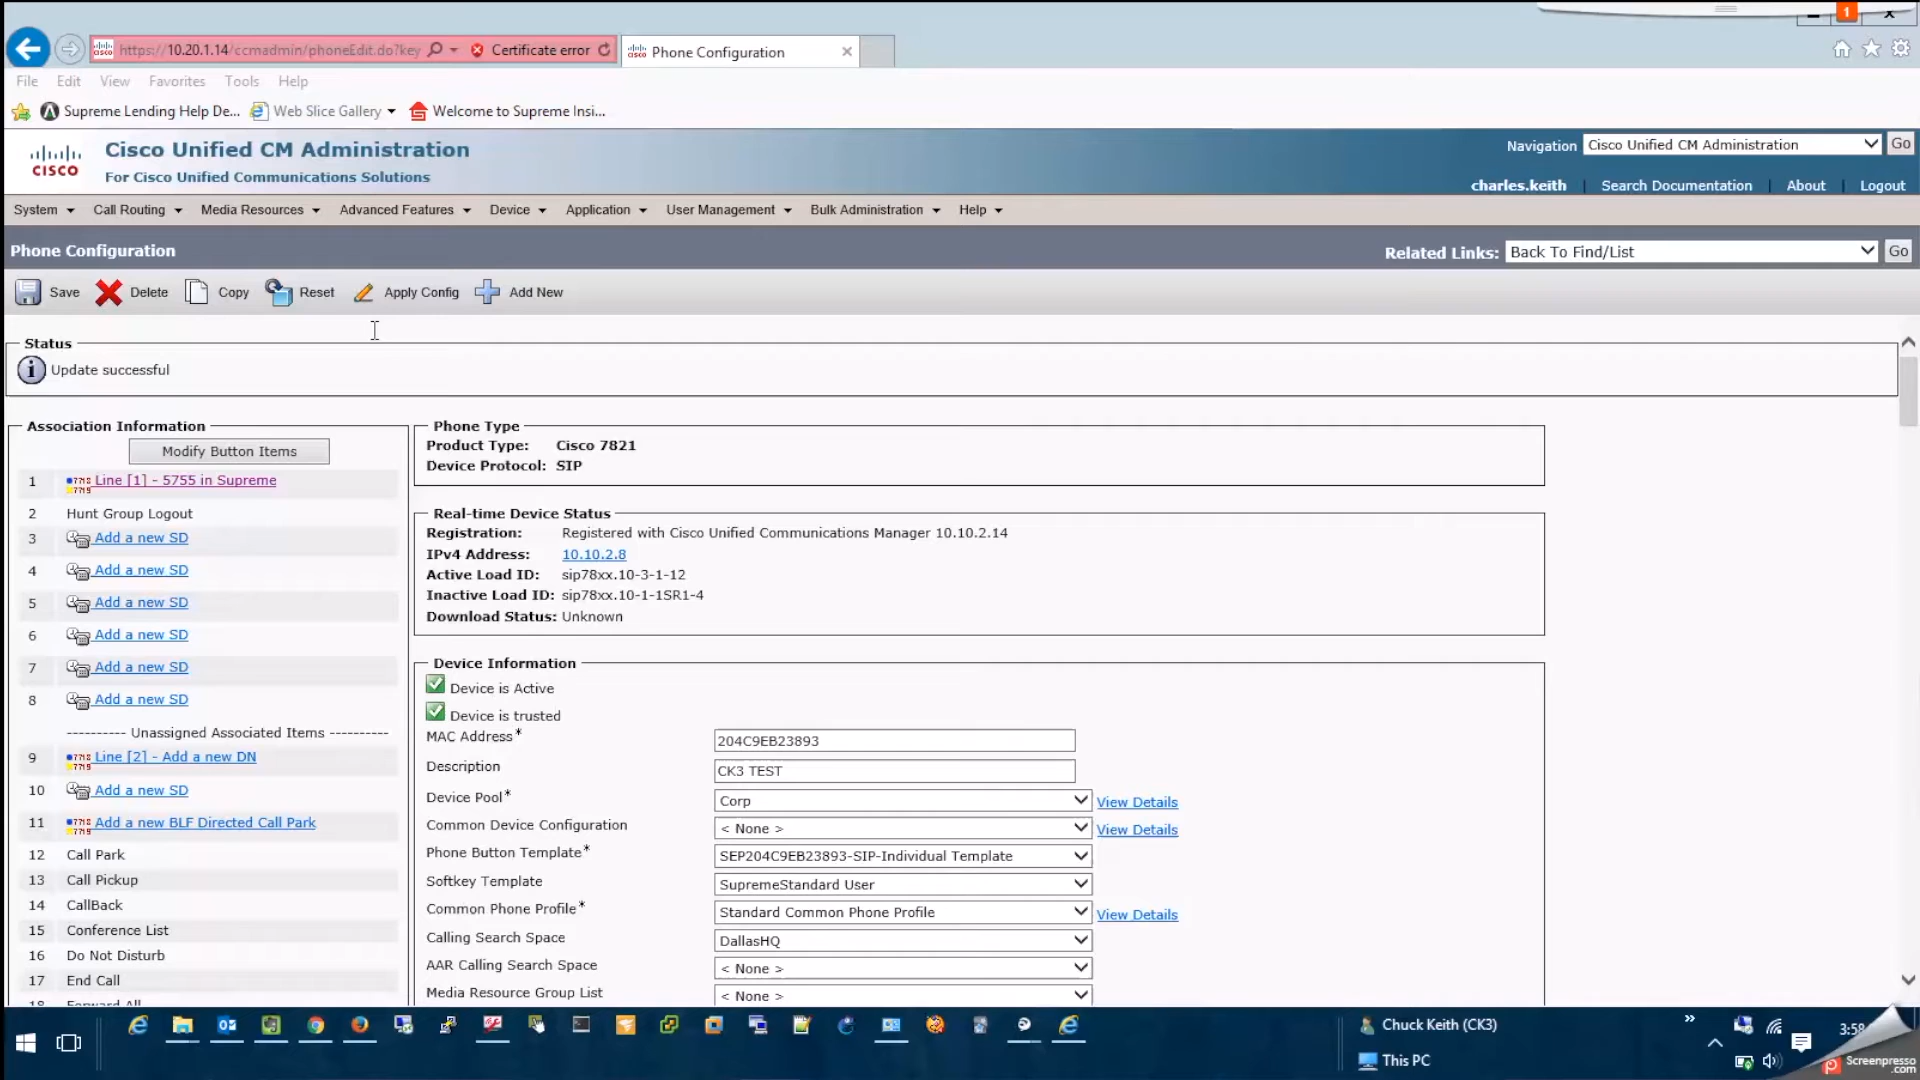 1
https://10.20.1.14/ccmadmin/phoneEdit.do?key
Certificate error
Phone Configuration
File Edit View Favorites Tools Help
Supreme Lending Help De...
Web Slice Gallery
Welcome to Supreme Insi...
CISCO
Cisco Unified CM Administration
For Cisco Unified Communications Solutions
Navigation Cisco Unified CM Administration Go
charles.keith Search Documentation About Logout
System Call Routing Media Resources Advanced Features Device Application User Management Bulk Administration Help
Phone Configuration
Related Links: Back To Find/List Go
Save Delete Copy Reset Apply Config Add New
Status
Update successful
Association Information
Modify Button Items
1 Line [1] - 5755 in Supreme
2 Hunt Group Logout
3 Add a new SD
4 Add a new SD
5 Add a new SD
6 Add a new SD
7 Add a new SD
8 Add a new SD
---------- Unassigned Associated Items ----------
9 Line [2] - Add a new DN
10 Add a new SD
11 Add a new BLF Directed Call Park
12 Call Park
13 Call Pickup
14 CallBack
15 Conference List
16 Do Not Disturb
17 End Call
18 Forward All
Phone Type
Product Type: Cisco 7821
Device Protocol: SIP
Real-time Device Status
Registration: Registered with Cisco Unified Communications Manager 10.10.2.14
IPv4 Address: 10.10.2.8
Active Load ID: sip78xx.10-3-1-12
Inactive Load ID: sip78xx.10-1-1SR1-4
Download Status: Unknown
Device Information
Device is Active
Device is trusted
MAC Address* 204C9EB23893
Description CK3 TEST
Device Pool* Corp View Details
Common Device Configuration < None > View Details
Phone Button Template* SEP204C9EB23893-SIP-Individual Template
Softkey Template SupremeStandard User
Common Phone Profile* Standard Common Phone Profile View Details
Calling Search Space DallasHQ
AAR Calling Search Space < None >
Media Resource Group List < None >
Chuck Keith (CK3)
This PC
3:58
Screenpresso
.com